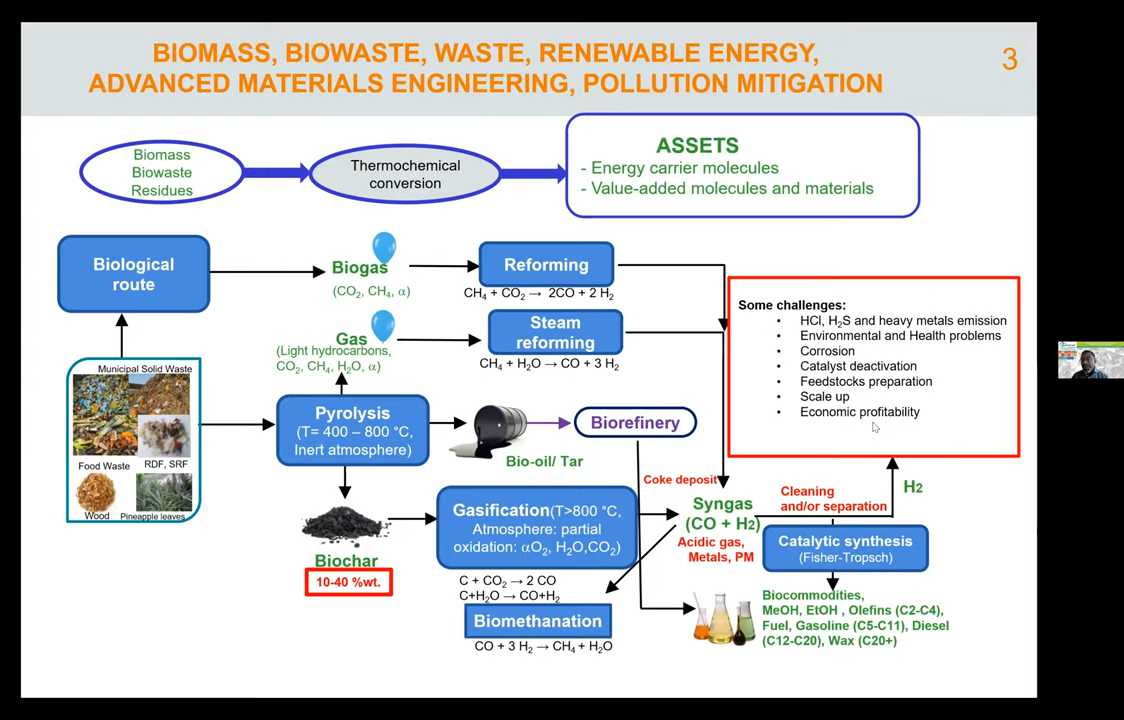 BIOMASS, BIOWASTE, WASTE, RENEWABLE ENERGY,
ADVANCED MATERIALS ENGINEERING, POLLUTION MITIGATION
3
Biomass
Biowaste
Residues
Thermochemical
conversion
ASSETS
- Energy carrier molecules
- Value-added molecules and materials
Biological
route
Biogas
(CO₂, CH₄, α)
Reforming
CH₄ + CO₂ → 2CO + 2 H₂
Gas
(Light hydrocarbons,
CO₂, CH₄, H₂O, α)
Steam
reforming
CH₄ + H₂O → CO + 3 H₂
Some challenges:
• HCl, H₂S and heavy metals emission
• Environmental and Health problems
• Corrosion
• Catalyst deactivation
• Feedstocks preparation
• Scale up
• Economic profitability
Municipal Solid Waste
Food Waste
RDF, SRF
Wood
Pineapple leaves
Pyrolysis
(T= 400 – 800 °C,
Inert atmosphere)
Bio-oil/ Tar
Biorefinery
Biochar
10-40 %wt.
Gasification(T>800 °C,
Atmosphere: partial
oxidation: αO₂, H₂O,CO₂)
C + CO₂ → 2 CO
C+H₂O → CO+H₂
Biomethanation
CO + 3 H₂ → CH₄ + H₂O
Coke deposit
Syngas
(CO + H₂)
Acidic gas,
Metals, PM
Cleaning
and/or separation
H₂
Catalytic synthesis
(Fisher-Tropsch)
Biocommodities,
MeOH, EtOH , Olefins (C2-C4),
Fuel, Gasoline (C5-C11), Diesel
(C12-C20), Wax (C20+)